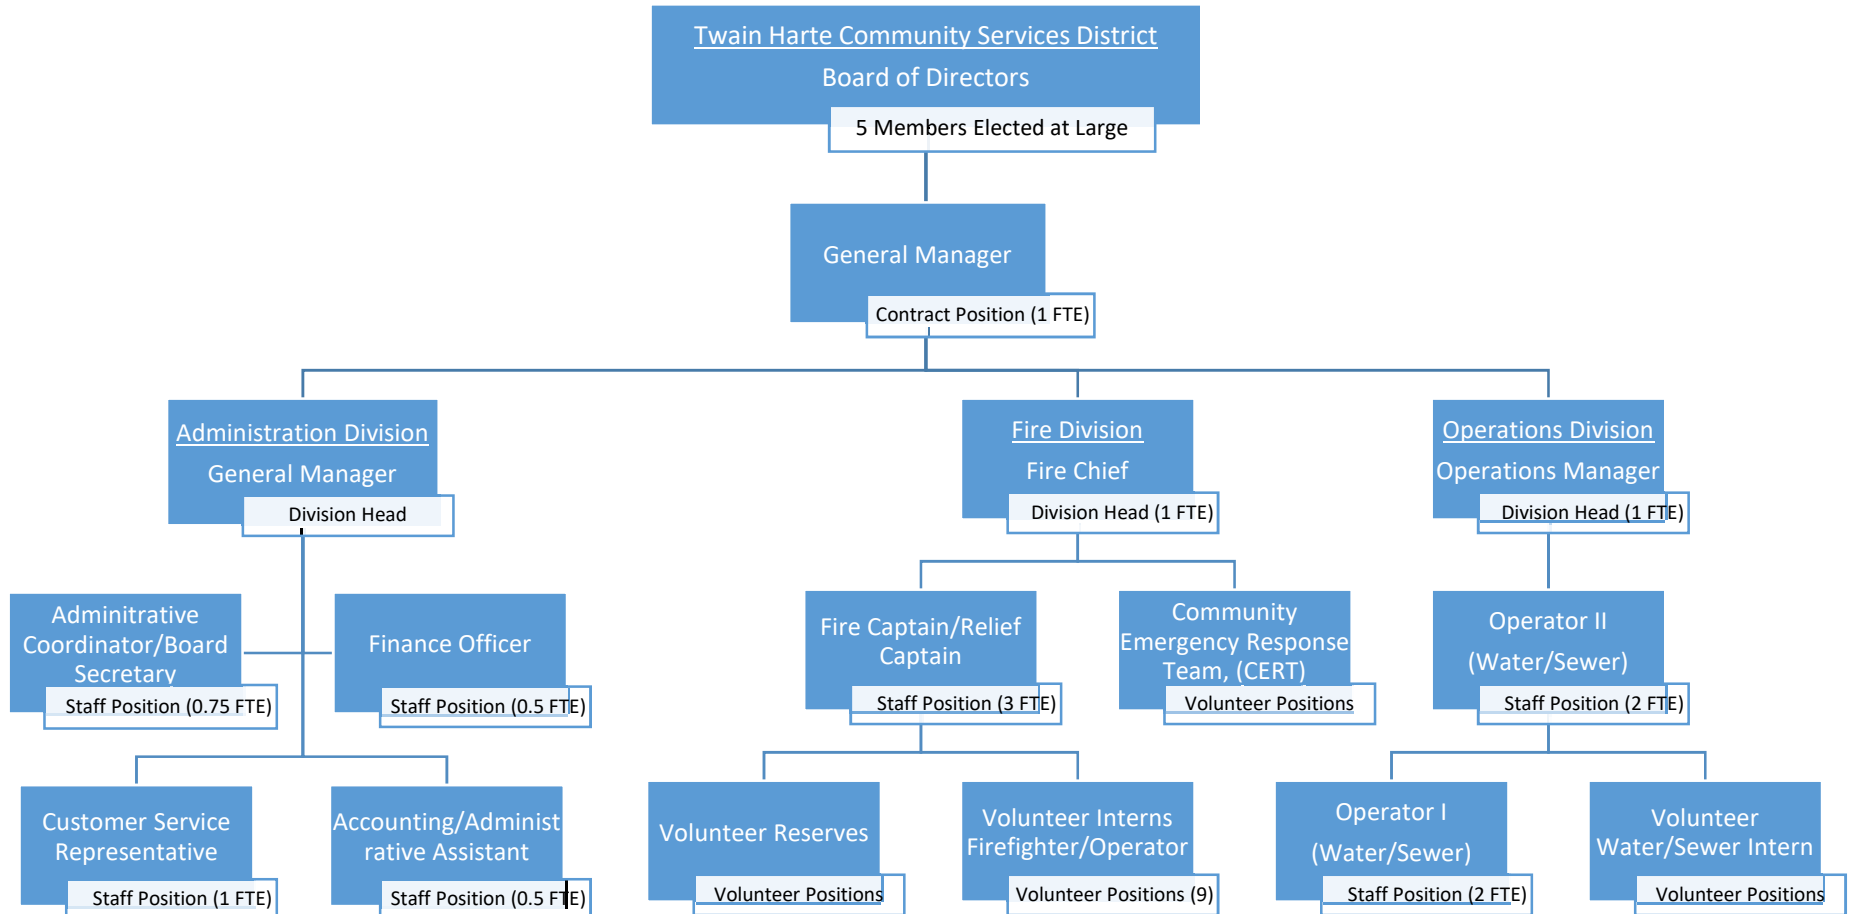 Twain Harte Community Services District
Board of Directors
5 Members Elected at Large
General Manager
Contract Position (1 FTE)
Administration Division
General Manager
Division Head
Fire Division
Fire Chief
Division Head (1 FTE)
Operations Division
Operations Manager
Division Head (1 FTE)
Adminitrative
Coordinator/Board
Secretary
Staff Position (0.75 FTE)
Finance Officer
Staff Position (0.5 FTE)
Fire Captain/Relief
Captain
Staff Position (3 FTE)
Community
Emergency Response
Team, (CERT)
Volunteer Positions
Operator II
(Water/Sewer)
Staff Position (2 FTE)
Customer Service
Representative
Staff Position (1 FTE)
Accounting/Administ
rative Assistant
Staff Position (0.5 FTE)
Volunteer Reserves
Volunteer Positions
Volunteer Interns
Firefighter/Operator
Volunteer Positions (9)
Operator I
(Water/Sewer)
Staff Position (2 FTE)
Volunteer
Water/Sewer Intern
Volunteer Positions